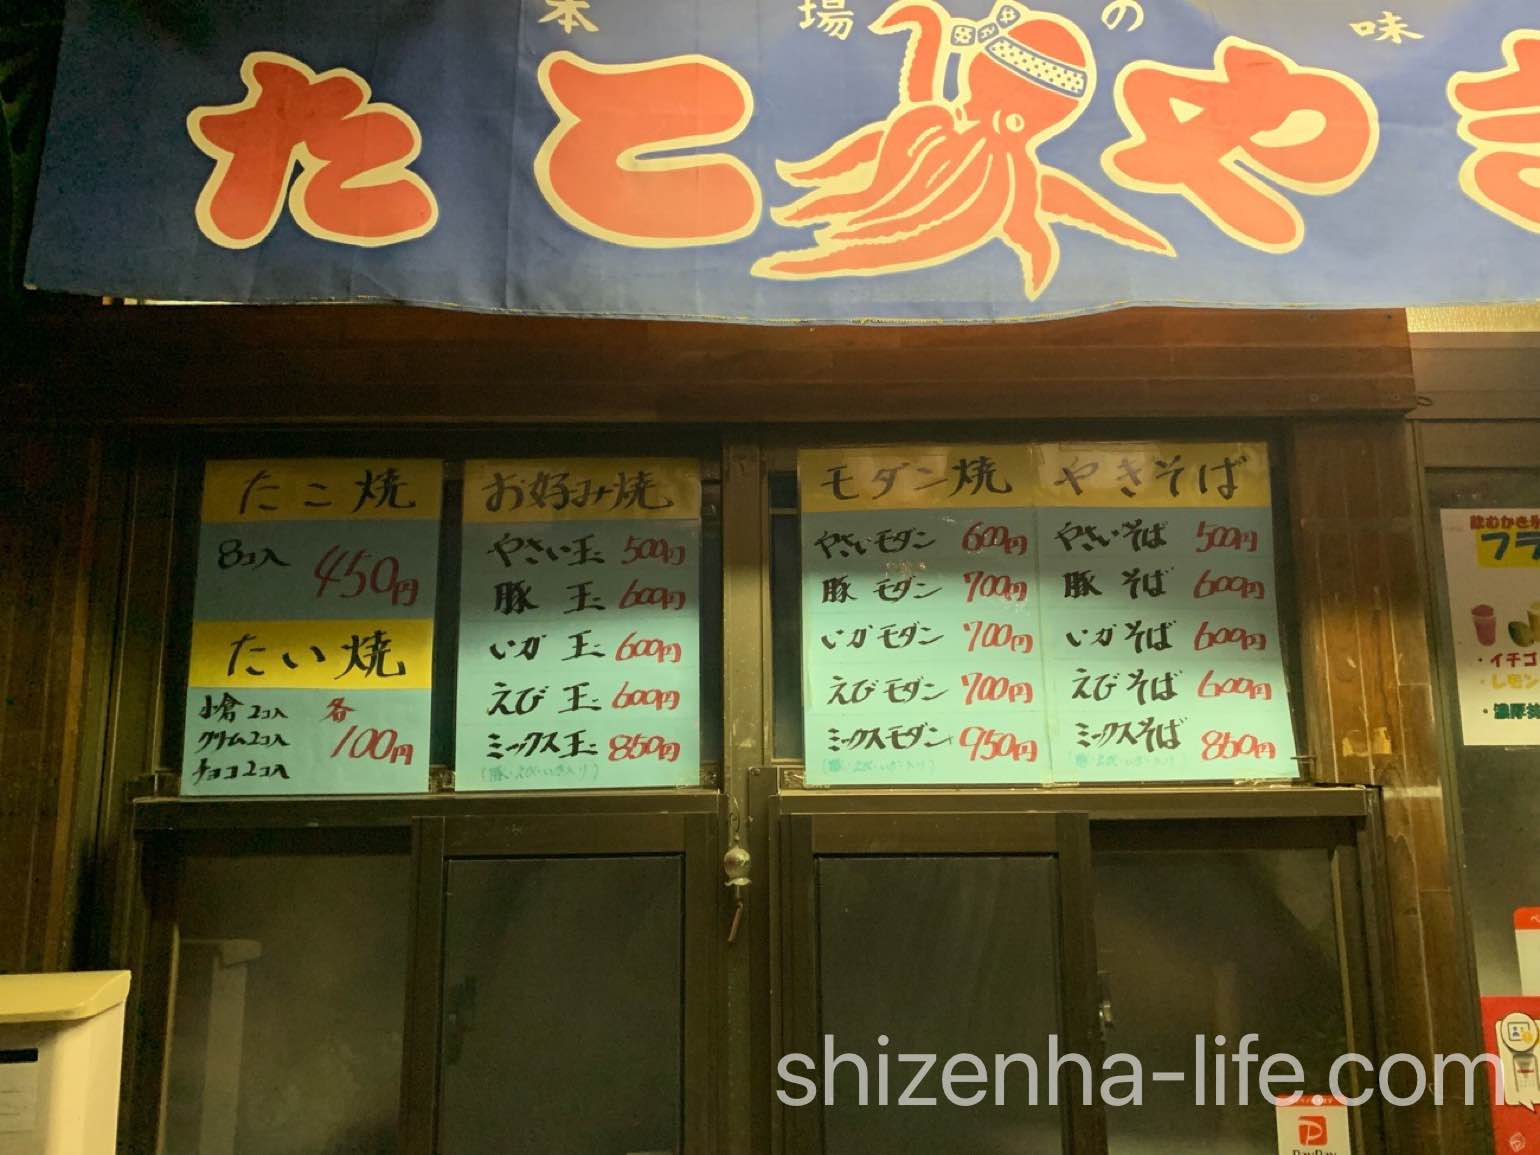 本場の味
たこやき
たこ焼
8コ入 450円
たい焼
小倉 2コ入 各
クリーム2コ入 100円
チョコ2コ入
お好み焼
やさい玉 500円
豚 玉 600円
いか 玉 600円
えび 玉 600円
ミックス玉 850円
モダン焼
やさいモダン 600円
豚 モダン 700円
いかモダン 700円
えびモダン 700円
ミックスモダン 950円
やきそば
やさいそば 500円
豚 そば 600円
いか そば 600円
えび そば 600円
ミックスそば 850円
飲むかき氷
フラ
・イチゴ
・レモン
・濃厚抹
PayPay
shizenha-life.com